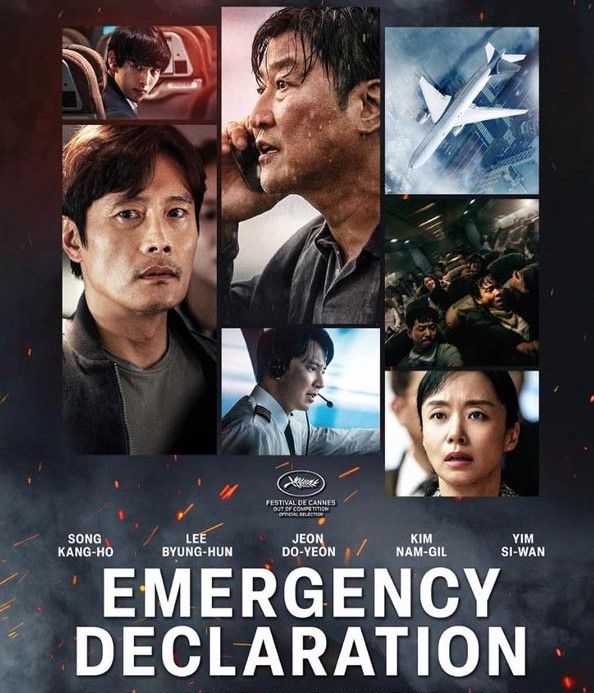 FESTIVAL DE CANNES
OUT OF COMPETITION
OFFICIAL SELECTION
SONG KANG-HO
LEE BYUNG-HUN
JEON DO-YEON
KIM NAM-GIL
YIM SI-WAN
EMERGENCY
DECLARATION